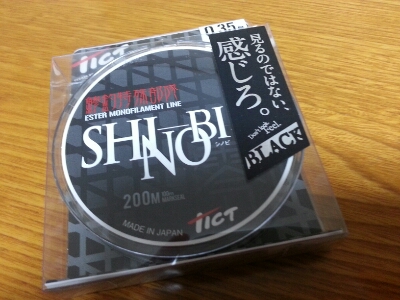 TICT
0.35
見るのではない、
感じろ。
Don't look,
Feel.
BLACK
ESTER MONOFILAMENT LINE
SHINOBI
シノビ
200M
MADE IN JAPAN
TICT